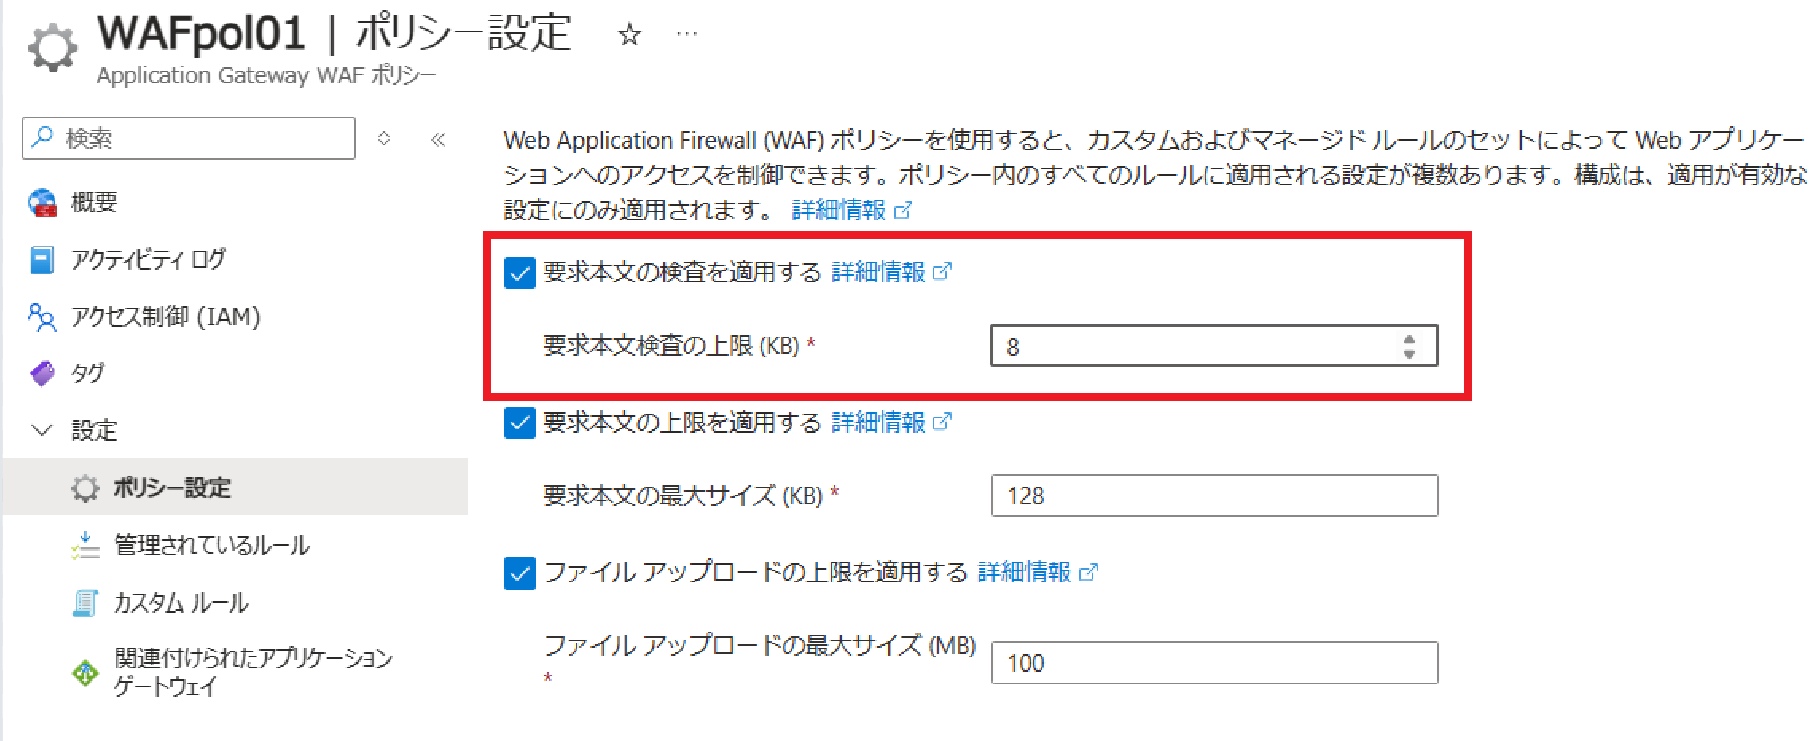 WAFpol01 | ポリシー設定 ☆ …
Application Gateway WAF ポリシー
検索
概要
アクティビティ ログ
アクセス制御 (IAM)
タグ
設定
ポリシー設定
管理されているルール
カスタム ルール
関連付けられたアプリケーション
ゲートウェイ
Web Application Firewall (WAF) ポリシーを使用すると、カスタムおよびマネージド ルールのセットによって Web アプリケー
ションへのアクセスを制御できます。ポリシー内のすべてのルールに適用される設定が複数あります。構成は、適用が有効な
設定にのみ適用されます。 詳細情報
要求本文の検査を適用する 詳細情報
要求本文検査の上限 (KB) * 8
要求本文の上限を適用する 詳細情報
要求本文の最大サイズ (KB) * 128
ファイル アップロードの上限を適用する 詳細情報
ファイル アップロードの最大サイズ (MB)
* 100